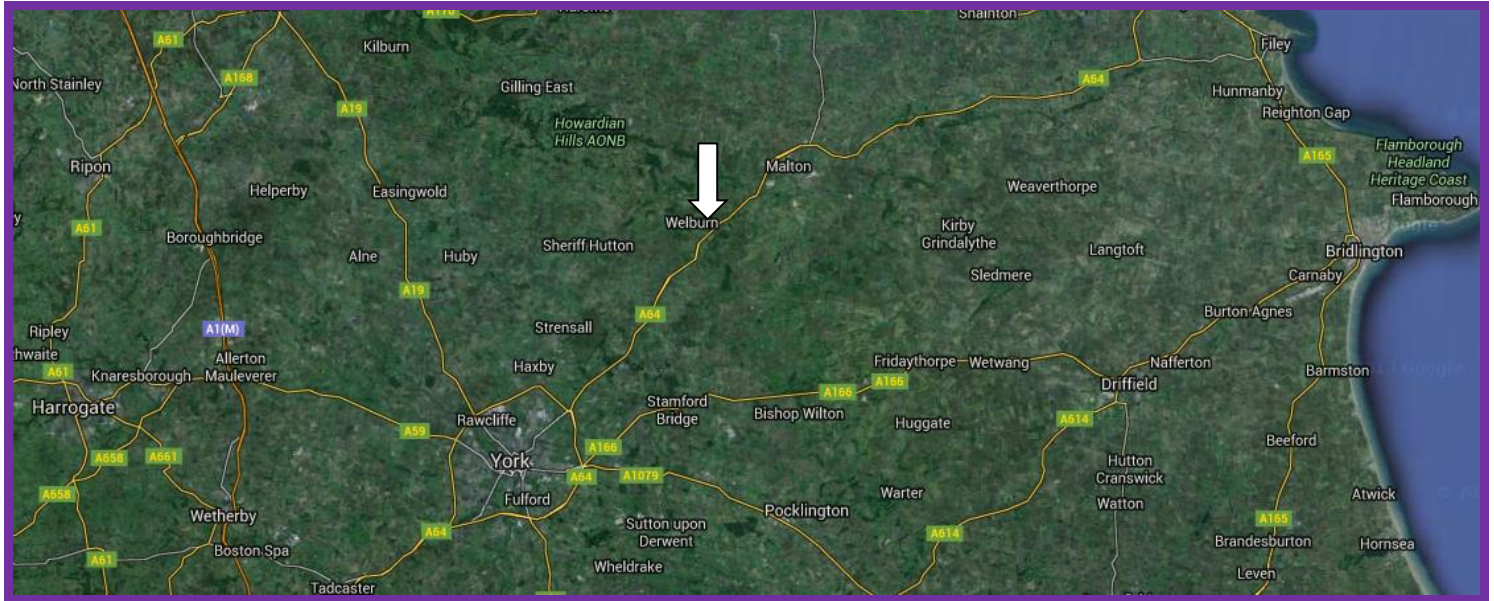 A170
Snainton
A61
Kilburn
Filey
North Stainley
A168
Gilling East
A64
Hunmanby
A19
Reighton Gap
Howardian
Hills AONB
Flamborough
Headland
Heritage Coast
A165
Ripon
Malton
Helperby
Easingwold
Weaverthorpe
Flamborough
A61
Welburn
Kirby
Grindalythe
Boroughbridge
Alne
Huby
Sheriff Hutton
Langtoft
Bridlington
Sledmere
Carnaby
A19
A64
Burton Agnes
Ripley
A1(M)
Strensall
thwaite
Allerton
Mauleverer
Haxby
Fridaythorpe
Wetwang
Nafferton
A61
Knaresborough
A166
A166
Driffield
Barmston
Harrogate
Stamford
Bridge
Bishop Wilton
Rawcliffe
A59
Huggate
A614
A166
Beeford
A658
A661
York
A64
A1079
Hutton
Cranswick
A658
Fulford
Warter
Watton
Atwick
Wetherby
Pocklington
A64
Sutton upon
Derwent
A614
A165
Brandesburton
Hornsea
A61
Boston Spa
Wheldrake
Leven
Tadcaster